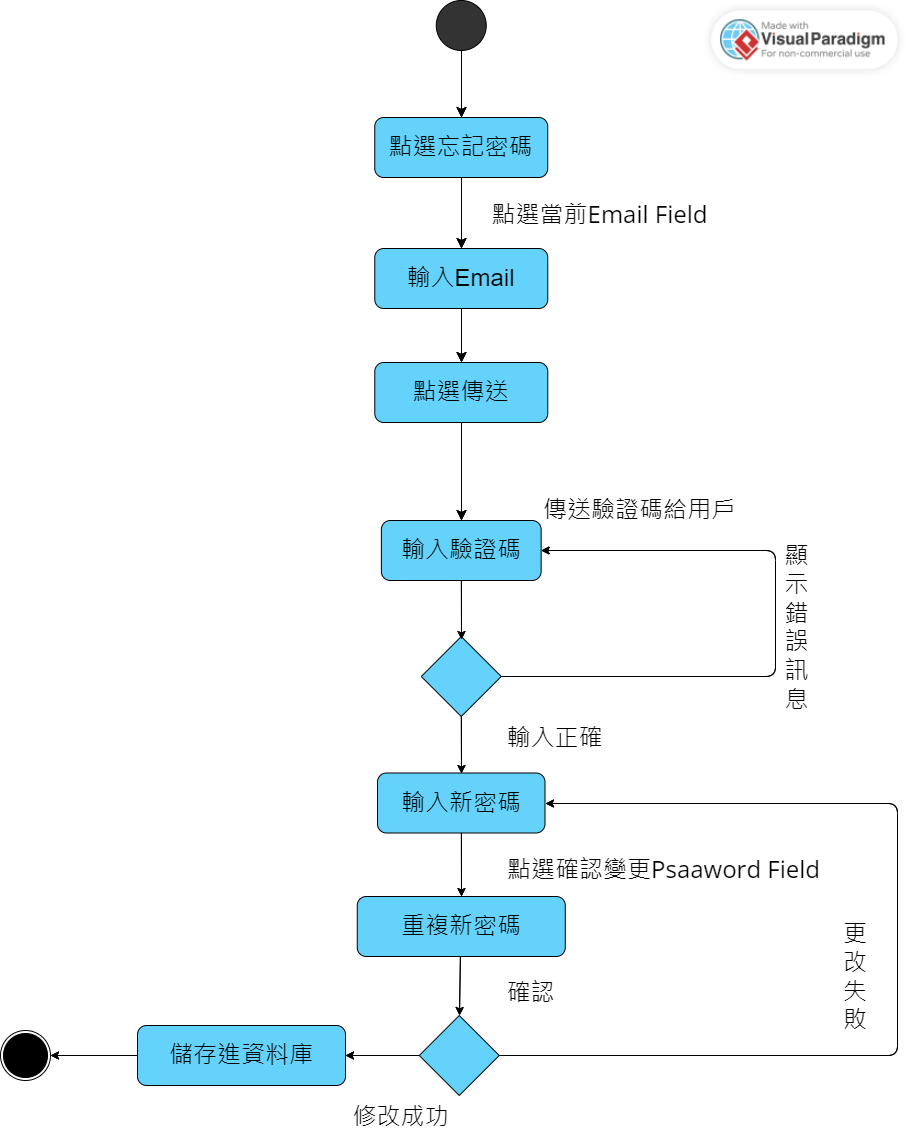 Made with
Visual Paradigm
For non-commercial use
點選忘記密碼
點選當前Email Field
輸入Email
點選傳送
傳送驗證碼給用戶
輸入驗證碼
顯
示
錯
誤
訊
息
輸入正確
輸入新密碼
點選確認變更Psaaword Field
重複新密碼
更
改
失
敗
確認
儲存進資料庫
修改成功